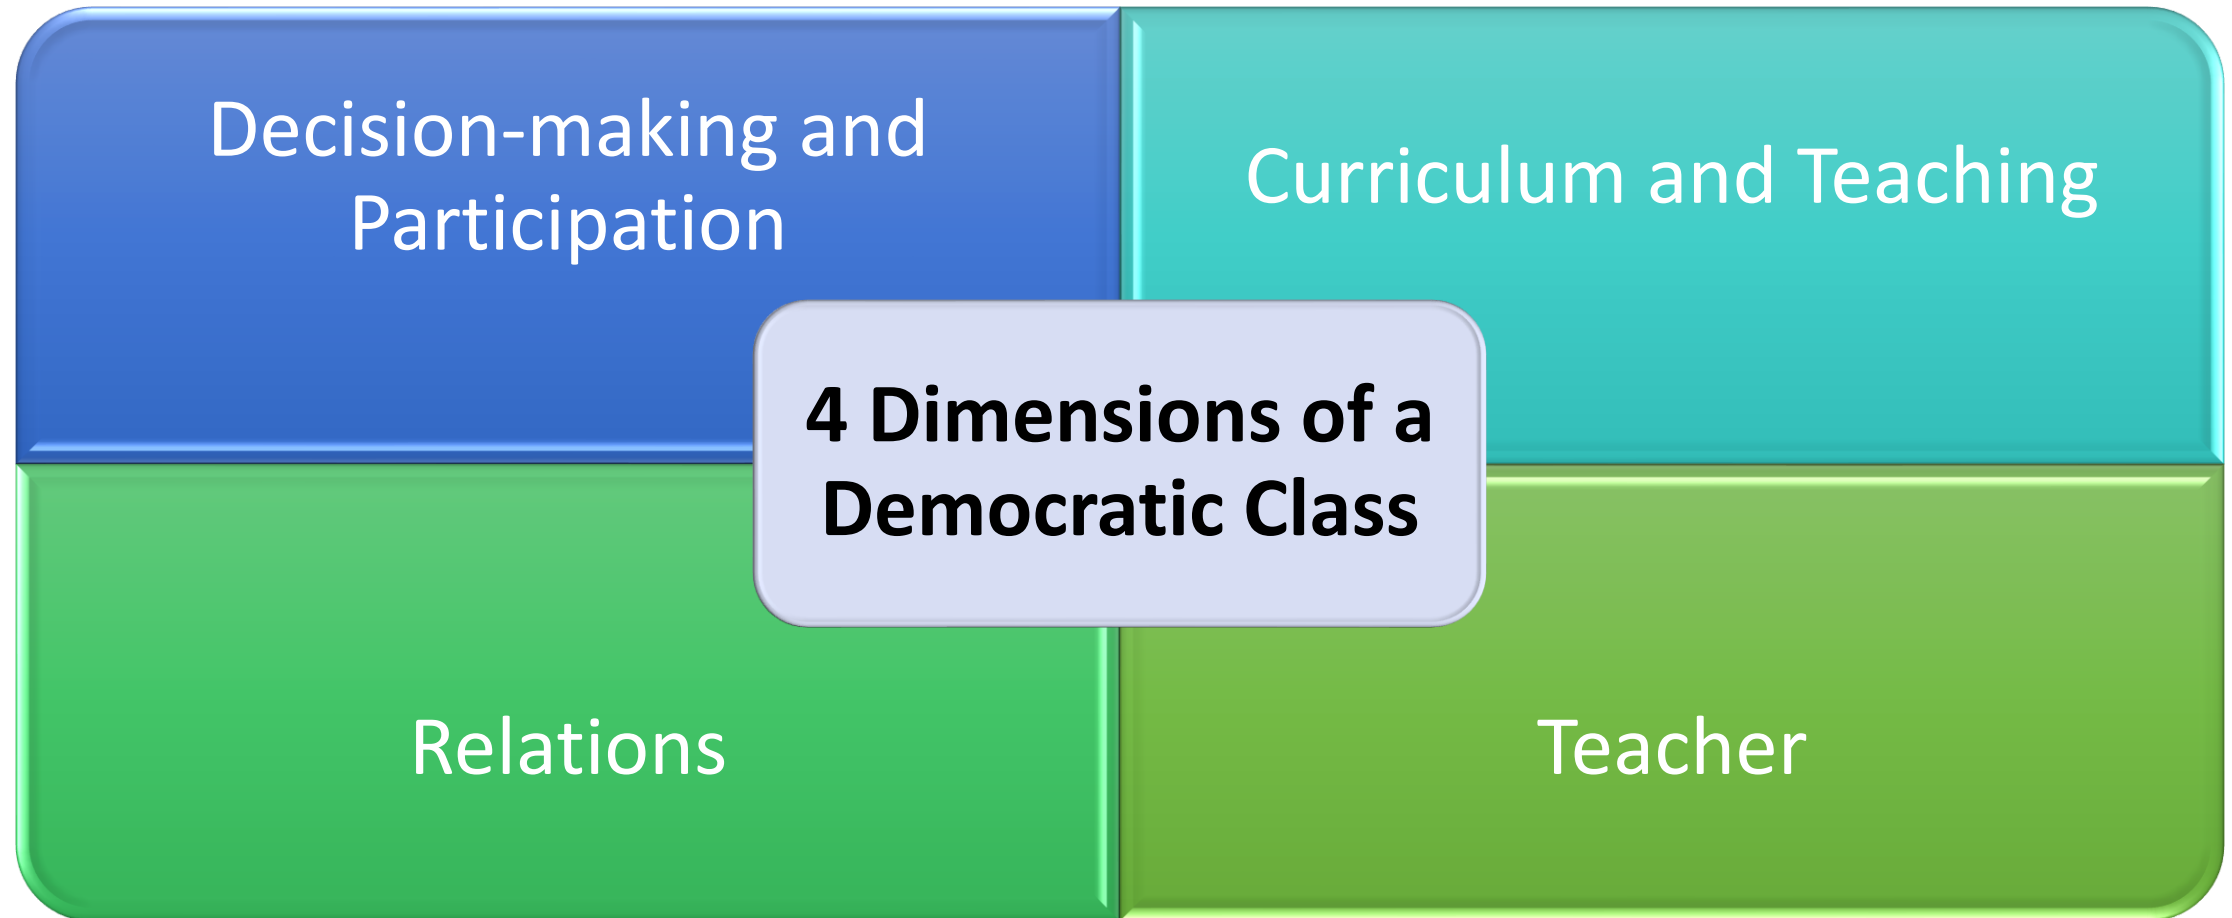 Decision-making and
Participation
Curriculum and Teaching
4 Dimensions of a
Democratic Class
Relations
Teacher